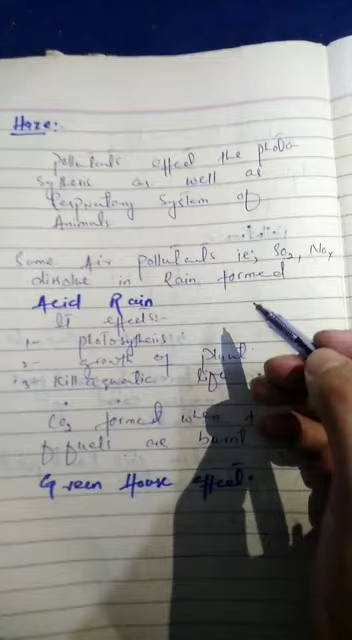 Haze:-
pollutants effect the photo-
sythesis as well as
Respiratory System of
Animals
Some Air pollutants ie; SO2, NOx
dissolve in Rain formed
Acid Rain
It effects:-
1- photosythesis
2- growth of plant
3- Kill aquatic life
CO2 formed when
f.fuels are burnt
Green House effect.